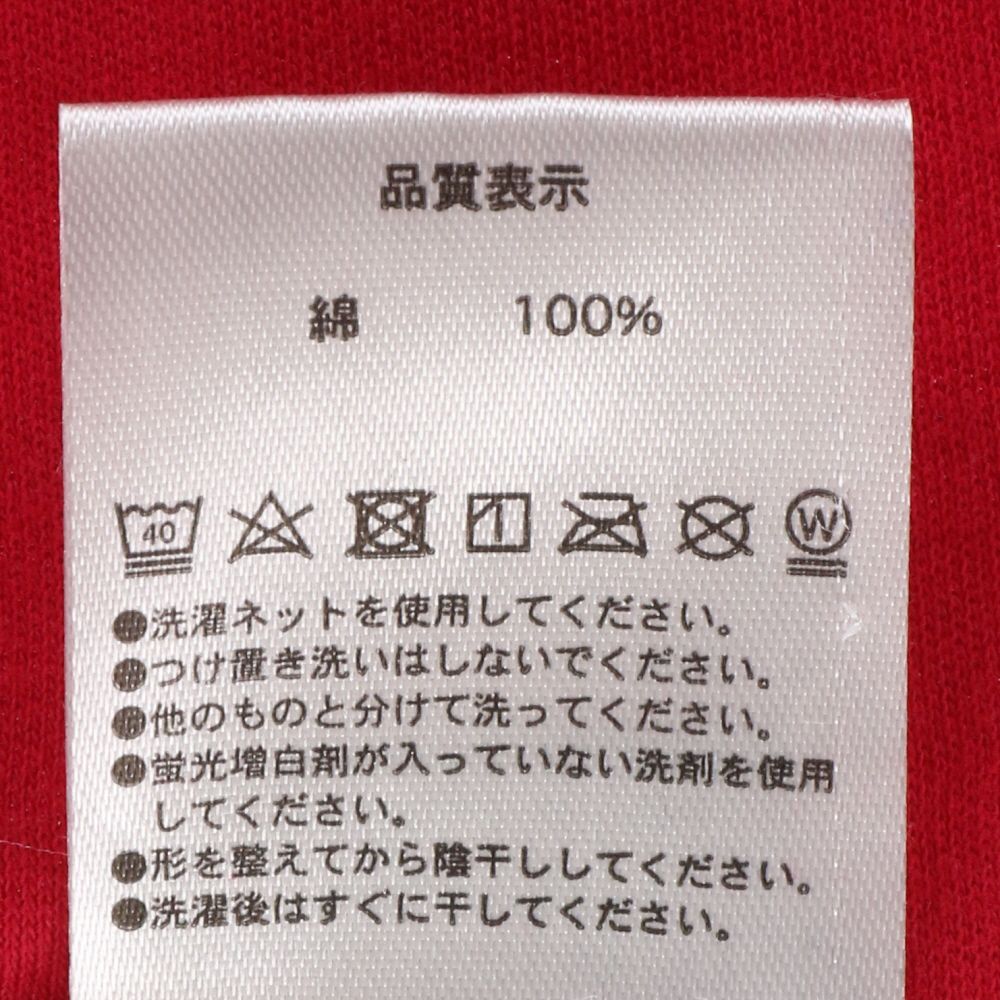 品質表示
綿 100%
40 1 W
●洗濯ネットを使用してください。
●つけ置き洗いはしないでください。
●他のものと分けて洗ってください。
●蛍光増白剤が入っていない洗剤を使用
してください。
●形を整えてから陰干ししてください。
●洗濯後はすぐに干してください。